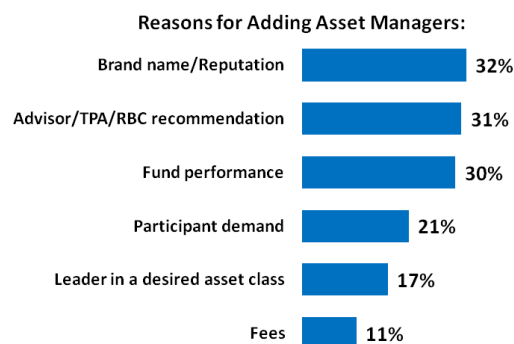 Reasons for Adding Asset Managers:
Brand name/Reputation 32%
Advisor/TPA/RBC recommendation 31%
Fund performance 30%
Participant demand 21%
Leader in a desired asset class 17%
Fees 11%